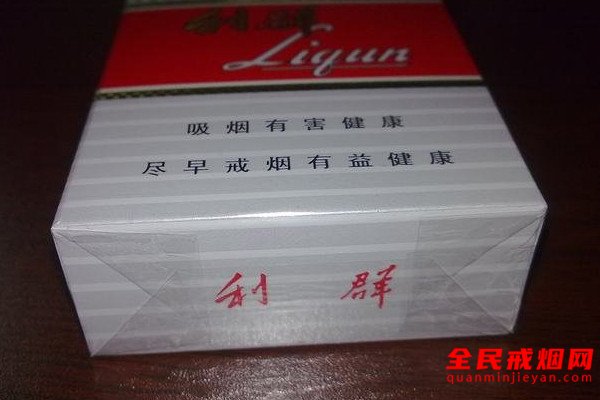 利群
Liqun
吸烟有害健康
尽早戒烟有益健康
利群
全民戒烟网
quanminjieyan.com